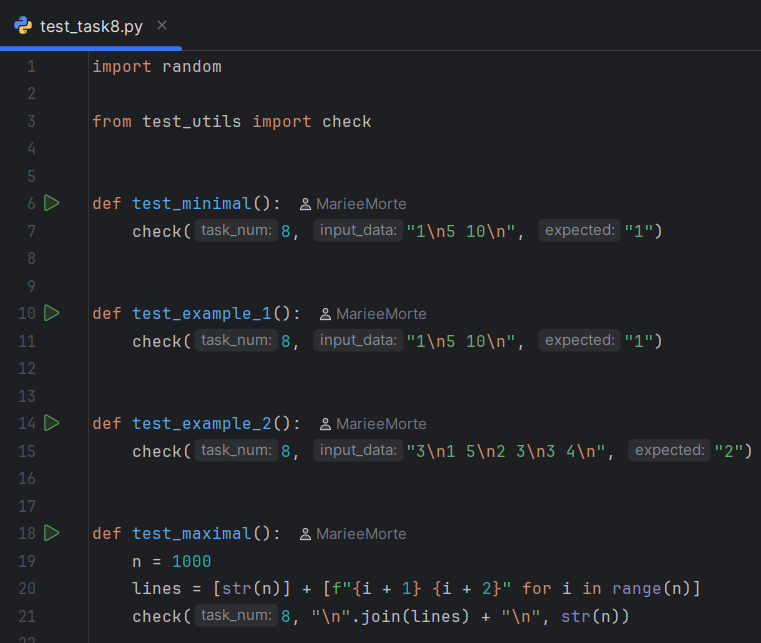 test_task8.py
1 import random
2
3 from test_utils import check
4
5
6 def test_minimal(): MarieeMorte
7     check( task_num: 8, input_data: "1\n5 10\n", expected: "1")
8
9
10 def test_example_1(): MarieeMorte
11     check( task_num: 8, input_data: "1\n5 10\n", expected: "1")
12
13
14 def test_example_2(): MarieeMorte
15     check( task_num: 8, input_data: "3\n1 5\n2 3\n3 4\n", expected: "2")
16
17
18 def test_maximal(): MarieeMorte
19     n = 1000
20     lines = [str(n)] + [f"{i + 1} {i + 2}" for i in range(n)]
21     check( task_num: 8, "\n".join(lines) + "\n", str(n))